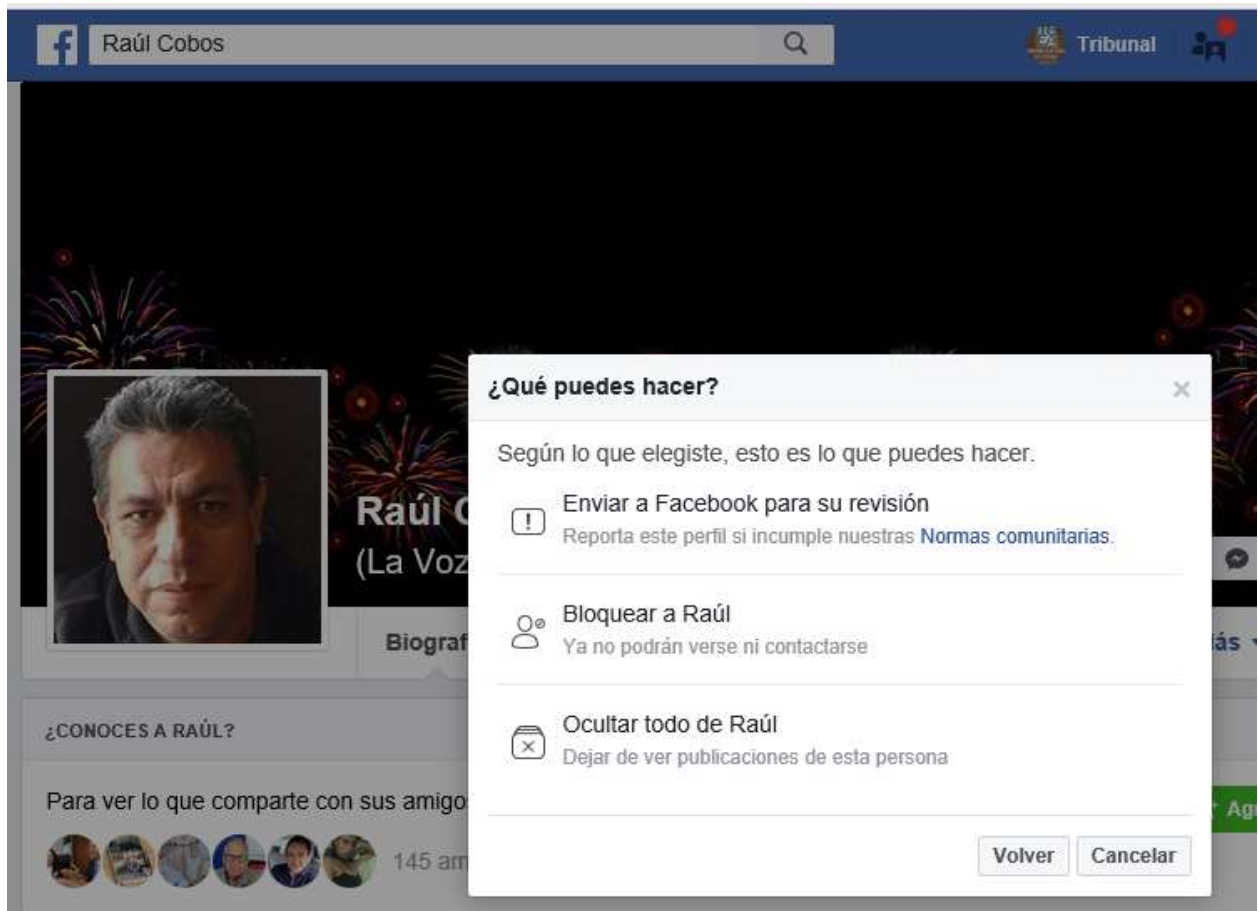 f
Raúl Cobos
Tribunal
Raúl C
(La Voz
Biograf
ás
¿CONOCES A RAÚL?
Para ver lo que comparte con sus amigo
145 am
Ag
¿Qué puedes hacer?
Según lo que elegiste, esto es lo que puedes hacer.
Enviar a Facebook para su revisión
Reporta este perfil si incumple nuestras Normas comunitarias.
Bloquear a Raúl
Ya no podrán verse ni contactarse
Ocultar todo de Raúl
Dejar de ver publicaciones de esta persona
Volver
Cancelar